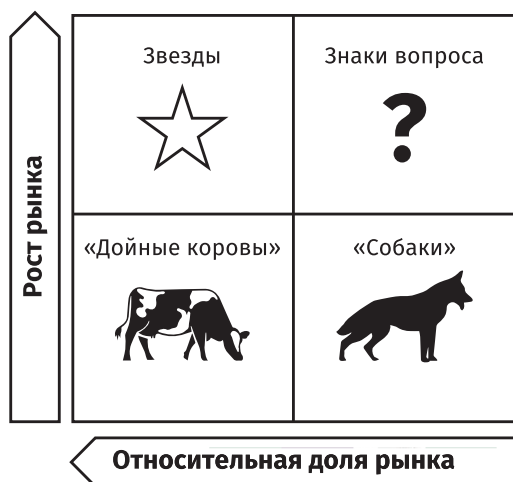 Звезды
Знаки вопроса
?
«Дойные коровы»
«Собаки»
Рост рынка
Относительная доля рынка